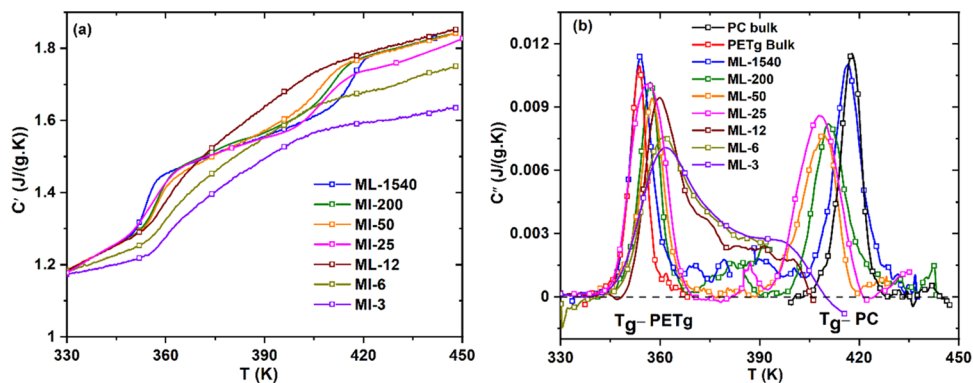 (a)
C′ (J/(g.K))
1.8
1.6
1.4
1.2
1
330
360
390
420
450
T (K)
ML-1540
MI-200
MI-50
MI-25
ML-12
MI-6
MI-3
(b)
C″ (J/(g.K))
0.012
0.009
0.006
0.003
0
330
360
390
420
450
T (K)
PC bulk
PETg Bulk
ML-1540
ML-200
ML-50
ML-25
ML-12
ML-6
ML-3
Tg– PETg
Tg– PC